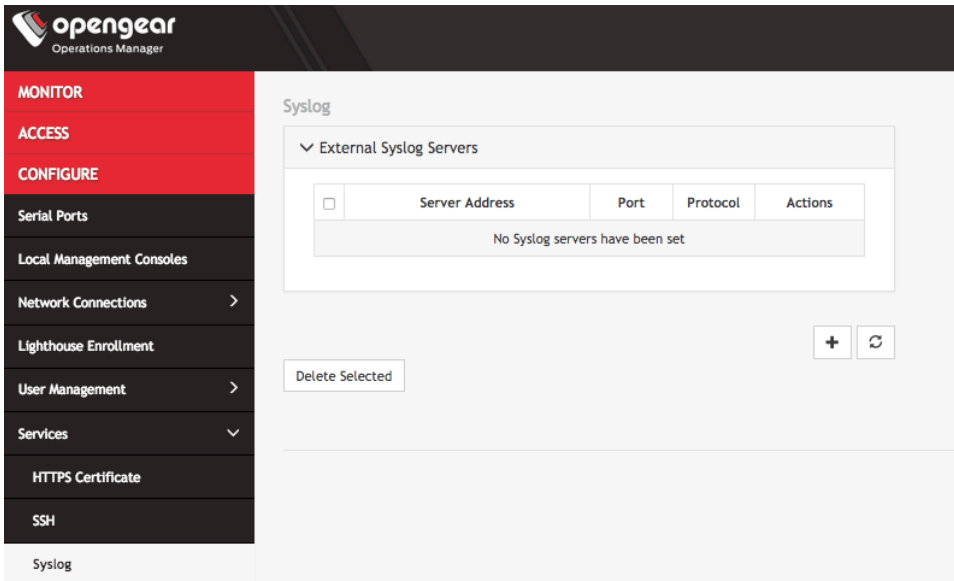 opengear
Operations Manager
MONITOR
ACCESS
CONFIGURE
Serial Ports
Local Management Consoles
Network Connections
Lighthouse Enrollment
User Management
Services
HTTPS Certificate
SSH
Syslog
Syslog
External Syslog Servers
Server Address Port Protocol Actions
No Syslog servers have been set
Delete Selected